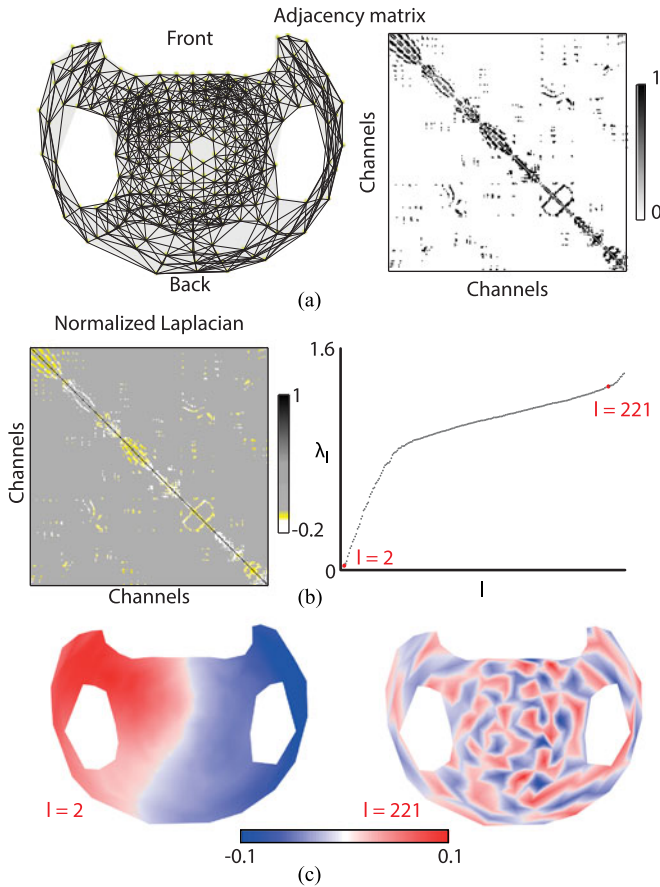 Adjacency matrix
Front
Back
Channels
Channels
1
0
(a)
Normalized Laplacian
Channels
Channels
1
-0.2
1.6
λl
0
l = 2
l = 221
l
(b)
l = 2
l = 221
-0.1
0.1
(c)